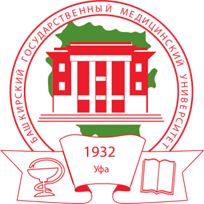 БАШКИРСКИЙ ГОСУДАРСТВЕННЫЙ МЕДИЦИНСКИЙ УНИВЕРСИТЕТ
1932
Уфа